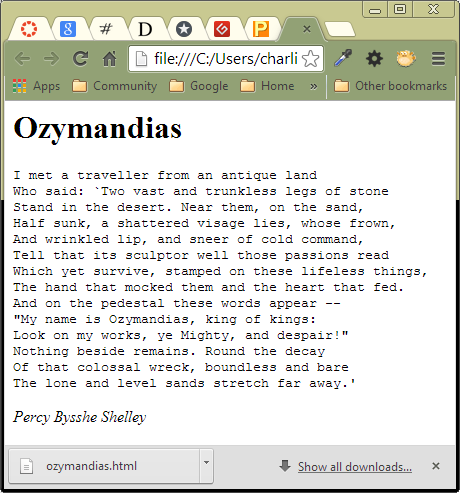 file:///C:/Users/charli
Apps Community Google Home » Other bookmarks
Ozymandias
I met a traveller from an antique land
Who said: `Two vast and trunkless legs of stone
Stand in the desert. Near them, on the sand,
Half sunk, a shattered visage lies, whose frown,
And wrinkled lip, and sneer of cold command,
Tell that its sculptor well those passions read
Which yet survive, stamped on these lifeless things,
The hand that mocked them and the heart that fed.
And on the pedestal these words appear --
"My name is Ozymandias, king of kings:
Look on my works, ye Mighty, and despair!"
Nothing beside remains. Round the decay
Of that colossal wreck, boundless and bare
The lone and level sands stretch far away.'
Percy Bysshe Shelley
ozymandias.html Show all downloads...